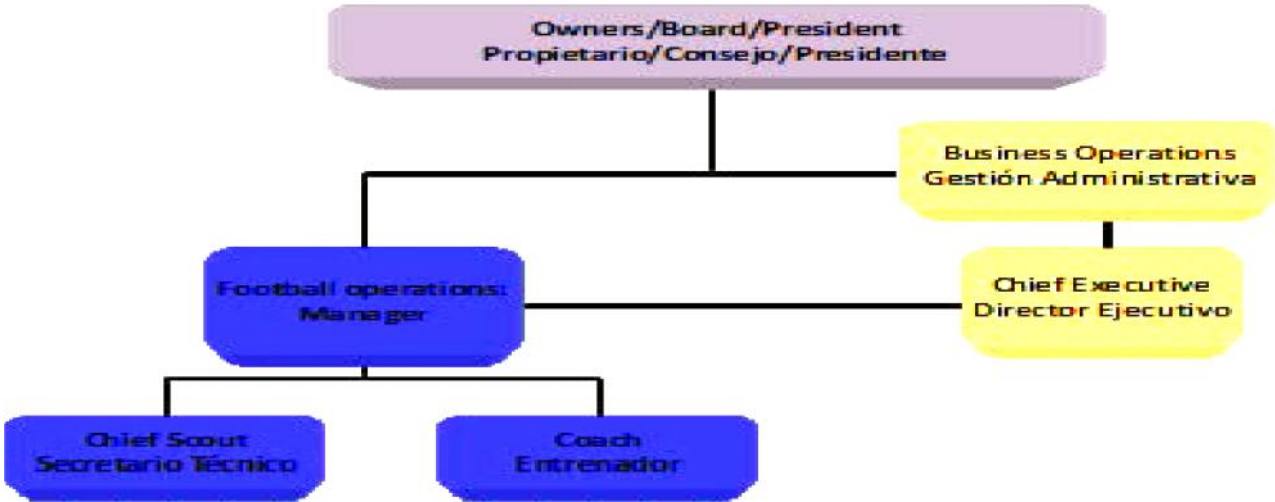 Owners/Board/President
Propietario/Consejo/Presidente
Business Operations
Gestión Administrativa
Football operations:
Manager
Chief Executive
Director Ejecutivo
Chief Scout
Secretario Técnico
Coach
Entrenador